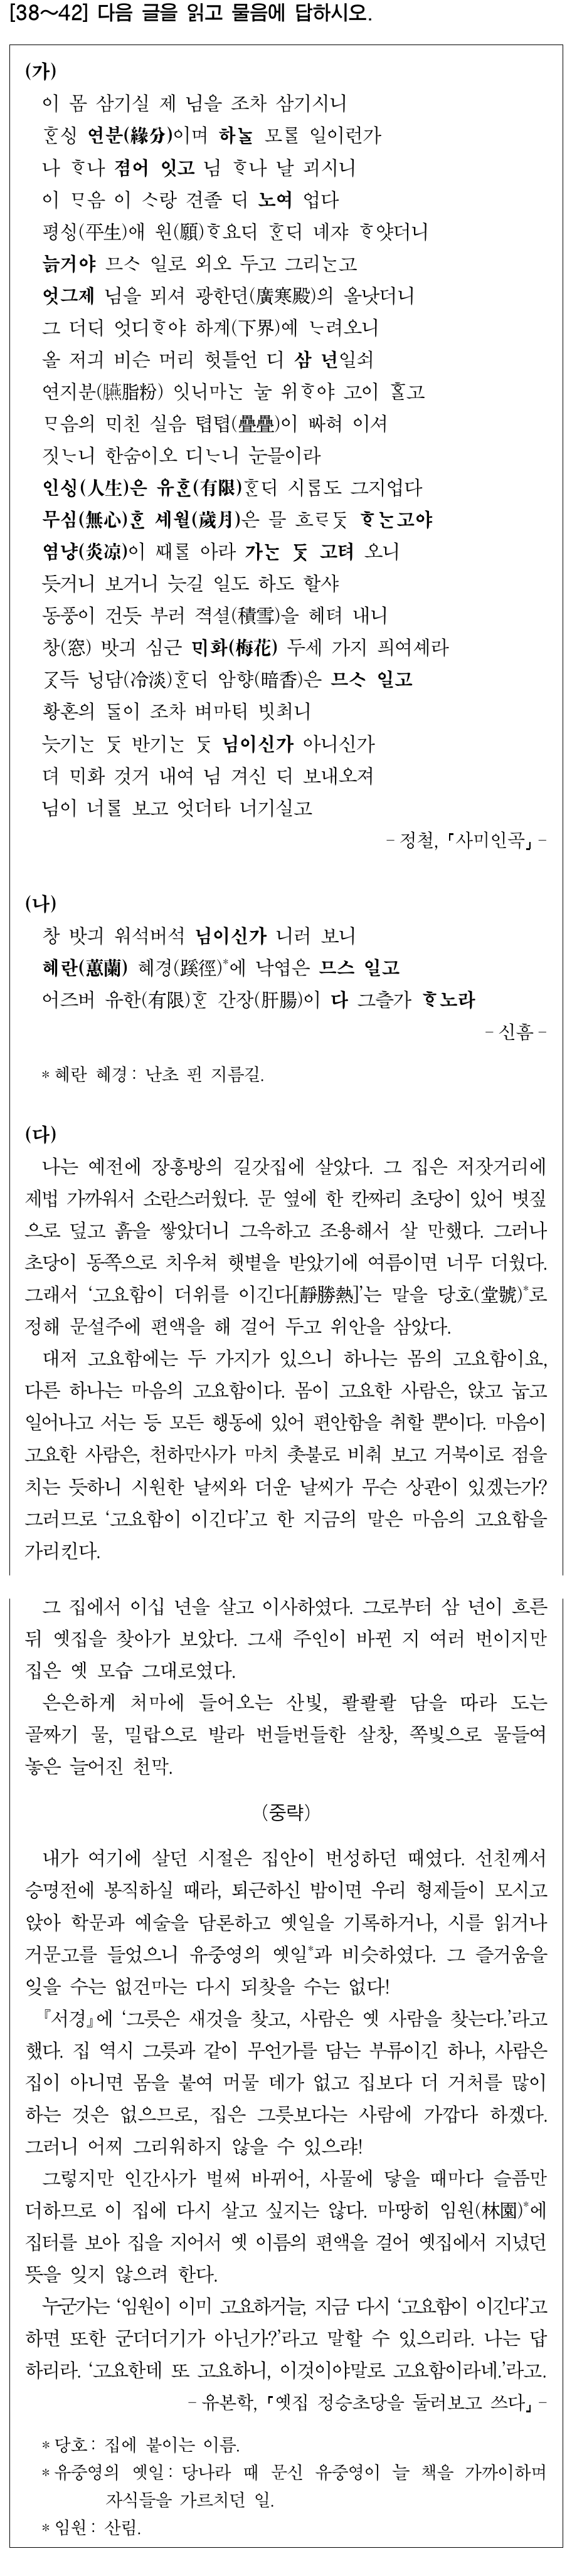 [38～42] 다음 글을 읽고 물음에 답하시오.
(가)
이 몸 삼기실 제 님을 조차 삼기시니
ᄒᆞᆫᄉᆡᆼ 연분(緣分)이며 하ᄂᆞᆯ 모ᄅᆞᆯ 일이런가
나 ᄒᆞ나 졈어 잇고 님 ᄒᆞ나 날 괴시니
이 ᄆᆞ음 이 ᄉᆞ랑 견졸 ᄃᆡ 노여 업다
평ᄉᆡᆼ(平生)애 원(願)ᄒᆞ요ᄃᆡ ᄒᆞᆫᄃᆡ 녜쟈 ᄒᆞ얏더니
늙거야 므ᄉᆞ 일로 외오 두고 그리ᄂᆞᆫ고
엇그제 님을 뫼셔 광한뎐(廣寒殿)의 올낫더니
그 더ᄃᆡ 엇디ᄒᆞ야 하계(下界)예 ᄂᆞ려오니
올 저긔 비슨 머리 헛틀언 디 삼 년일쇠
연지분(臙脂粉) 잇ᄂᆡ마ᄂᆞᆫ 눌 위ᄒᆞ야 고이 ᄒᆞᆯ고
ᄆᆞ음의 ᄆᆡ친 실음 텹텹(疊疊)이 ᄡᅡ혀 이셔
짓ᄂᆞ니 한숨이오 디ᄂᆞ니 눈믈이라
인ᄉᆡᆼ(人生)은 유ᄒᆞᆫ(有限)ᄒᆞᆫᄃᆡ 시ᄅᆞᆷ도 그지업다
무심(無心)ᄒᆞᆫ 셰월(歲月)은 믈 흐ᄅᆞᄃᆞᆺ ᄒᆞᄂᆞᆫ고야
염냥(炎凉)이 ᄯᅢᄅᆞᆯ 아라 가ᄂᆞᆫ ᄃᆞᆺ 고텨 오니
듯거니 보거니 늣길 일도 하도 할샤
동풍이 건듯 부러 젹셜(積雪)을 헤텨 내니
창(窓) 밧긔 심근 ᄆᆡ화(梅花) 두세 가지 픠여셰라
ᄀᆞᆺ득 ᄂᆡᆼ담(冷淡)ᄒᆞᆫᄃᆡ 암향(暗香)은 므ᄉᆞ 일고
황혼의 ᄃᆞᆯ이 조차 벼마ᄐᆡ 빗최니
늣기ᄂᆞᆫ ᄃᆞᆺ 반기ᄂᆞᆫ ᄃᆞᆺ 님이신가 아니신가
뎌 ᄆᆡ화 것거 내여 님 겨신 ᄃᆡ 보내오져
님이 너ᄅᆞᆯ 보고 엇더타 너기실고
- 정철, 「사미인곡」 -
(나)
창 밧긔 워석버석 님이신가 니러 보니
혜란(蕙蘭) 혜경(蹊徑)*에 낙엽은 므스 일고
어즈버 유한(有限)ᄒᆞᆫ 간장(肝腸)이 다 그츨가 ᄒᆞ노라
- 신흠 -
* 혜란 혜경 : 난초 핀 지름길.
(다)
나는 예전에 장흥방의 길갓집에 살았다. 그 집은 저잣거리에
제법 가까워서 소란스러웠다. 문 옆에 한 칸짜리 초당이 있어 볏짚
으로 덮고 흙을 쌓았더니 그윽하고 조용해서 살 만했다. 그러나
초당이 동쪽으로 치우쳐 햇볕을 받았기에 여름이면 너무 더웠다.
그래서 ‘고요함이 더위를 이긴다[靜勝熱]’는 말을 당호(堂號)*로
정해 문설주에 편액을 해 걸어 두고 위안을 삼았다.
대저 고요함에는 두 가지가 있으니 하나는 몸의 고요함이요,
다른 하나는 마음의 고요함이다. 몸이 고요한 사람은, 앉고 눕고
일어나고 서는 등 모든 행동에 있어 편안함을 취할 뿐이다. 마음이
고요한 사람은, 천하만사가 마치 촛불로 비춰 보고 거북이로 점을
치는 듯하니 시원한 날씨와 더운 날씨가 무슨 상관이 있겠는가?
그러므로 ‘고요함이 이긴다’고 한 지금의 말은 마음의 고요함을
가리킨다.
그 집에서 이십 년을 살고 이사하였다. 그로부터 삼 년이 흐른
뒤 옛집을 찾아가 보았다. 그새 주인이 바뀐 지 여러 번이지만
집은 옛 모습 그대로였다.
은은하게 처마에 들어오는 산빛, 콸콸콸 담을 따라 도는
골짜기 물, 밀랍으로 발라 번들번들한 살창, 쪽빛으로 물들여
놓은 늘어진 천막.
(중략)
내가 여기에 살던 시절은 집안이 번성하던 때였다. 선친께서
승명전에 봉직하실 때라, 퇴근하신 밤이면 우리 형제들이 모시고
앉아 학문과 예술을 담론하고 옛일을 기록하거나, 시를 읽거나
거문고를 들었으니 유중영의 옛일*과 비슷하였다. 그 즐거움을
잊을 수는 없건마는 다시 되찾을 수는 없다!
『서경』에 ‘그릇은 새것을 찾고, 사람은 옛 사람을 찾는다.’라고
했다. 집 역시 그릇과 같이 무언가를 담는 부류이긴 하나, 사람은
집이 아니면 몸을 붙여 머물 데가 없고 집보다 더 거처를 많이
하는 것은 없으므로, 집은 그릇보다는 사람에 가깝다 하겠다.
그러니 어찌 그리워하지 않을 수 있으랴!
그렇지만 인간사가 벌써 바뀌어, 사물에 닿을 때마다 슬픔만
더하므로 이 집에 다시 살고 싶지는 않다. 마땅히 임원(林園)*에
집터를 보아 집을 지어서 옛 이름의 편액을 걸어 옛집에서 지녔던
뜻을 잊지 않으려 한다.
누군가는 ‘임원이 이미 고요하거늘, 지금 다시 ‘고요함이 이긴다’고
하면 또한 군더더기가 아닌가?’라고 말할 수 있으리라. 나는 답
하리라. ‘고요한데 또 고요하니, 이것이야말로 고요함이라네.’라고.
- 유본학, 「옛집 정승초당을 둘러보고 쓰다」 -
* 당호 : 집에 붙이는 이름.
* 유중영의 옛일 : 당나라 때 문신 유중영이 늘 책을 가까이하며
자식들을 가르치던 일.
* 임원 : 산림.